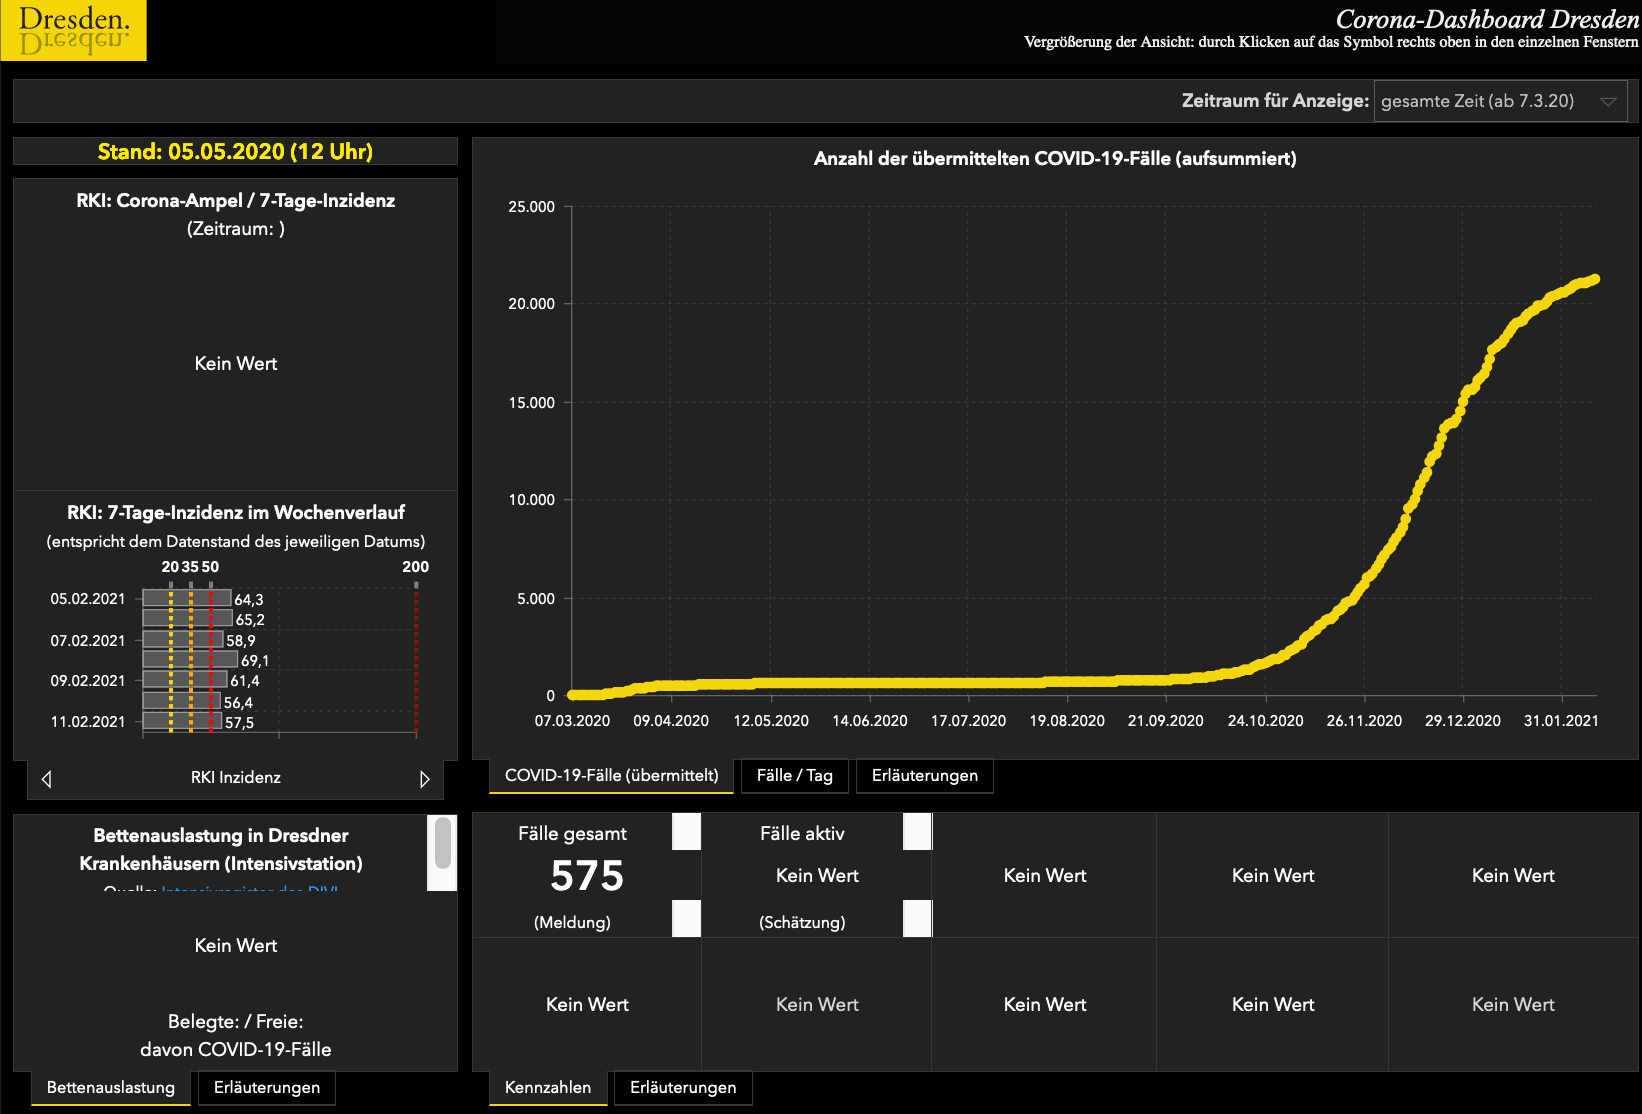 Dresden.
Dresden.
Corona-Dashboard Dresden
Vergrößerung der Ansicht: durch Klicken auf das Symbol rechts oben in den einzelnen Fenstern
Zeitraum für Anzeige: gesamte Zeit (ab 7.3.20)
Stand: 05.05.2020 (12 Uhr)
RKI: Corona-Ampel / 7-Tage-Inzidenz
(Zeitraum: )
Kein Wert
RKI: 7-Tage-Inzidenz im Wochenverlauf
(entspricht dem Datenstand des jeweiligen Datums)
20 35 50 200
05.02.2021 64,3
65,2
07.02.2021 58,9
69,1
09.02.2021 61,4
56,4
11.02.2021 57,5
RKI Inzidenz
Anzahl der übermittelten COVID-19-Fälle (aufsummiert)
25.000
20.000
15.000
10.000
5.000
0
07.03.2020 09.04.2020 12.05.2020 14.06.2020 17.07.2020 19.08.2020 21.09.2020 24.10.2020 26.11.2020 29.12.2020 31.01.2021
COVID-19-Fälle (übermittelt) Fälle / Tag Erläuterungen
Bettenauslastung in Dresdner
Krankenhäusern (Intensivstation)
Quelle: Intensivregister des DIVI
Kein Wert
Belegte: / Freie:
davon COVID-19-Fälle
Bettenauslastung Erläuterungen
Fälle gesamt
575
(Meldung)
Fälle aktiv
Kein Wert
(Schätzung)
Kein Wert
Kein Wert
Kein Wert
Kein Wert
Kein Wert
Kein Wert
Kein Wert
Kein Wert
Kennzahlen Erläuterungen